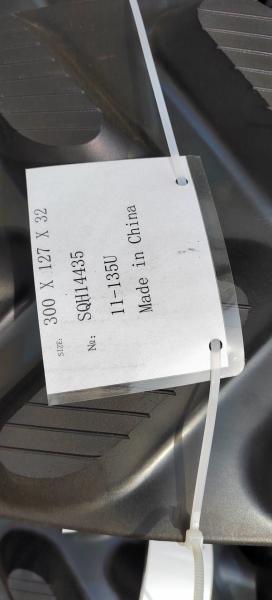 SIZE: 300 X 127 X 32
SQH14435
№: 11-135U
Made in China